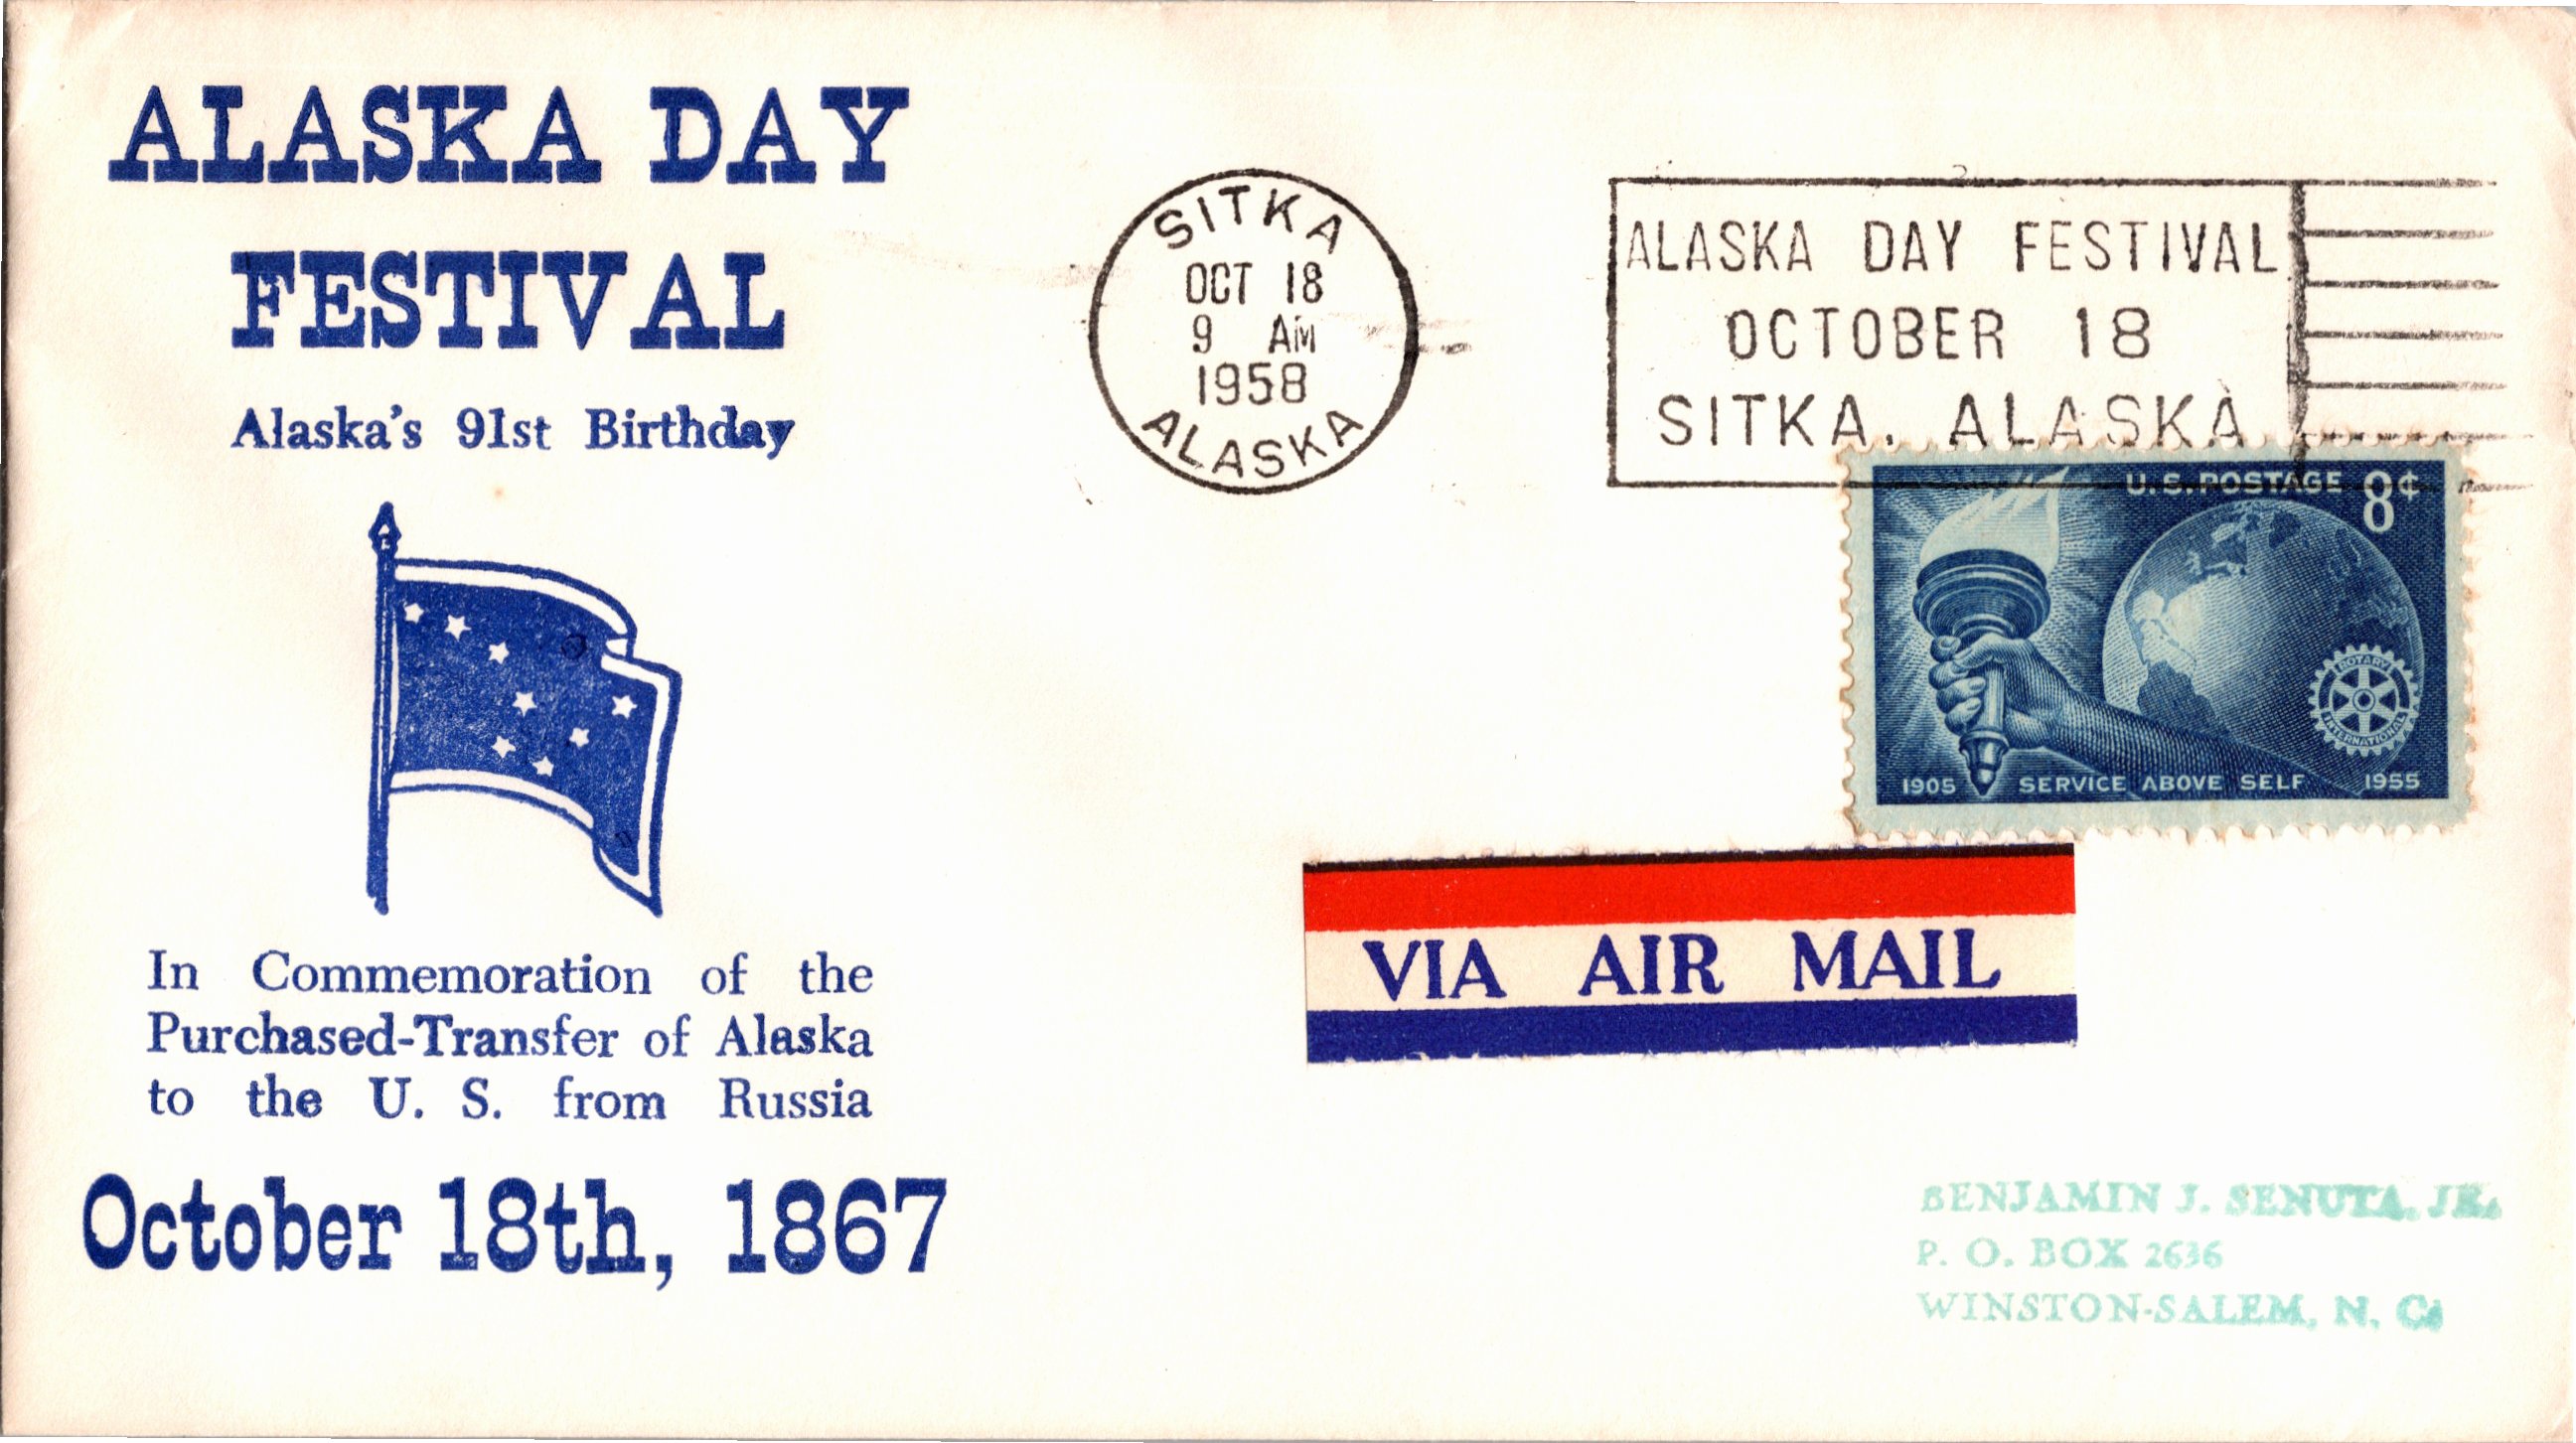 ALASKA DAY
FESTIVAL
Alaska's 91st Birthday
In Commemoration of the
Purchased-Transfer of Alaska
to the U. S. from Russia
October 18th, 1867
SITKA
OCT 18
9 AM
1958
ALASKA
ALASKA DAY FESTIVAL
OCTOBER 18
SITKA, ALASKA
U.S. POSTAGE 8¢
ROTARY
INTERNATIONAL
1905 SERVICE ABOVE SELF 1955
VIA AIR MAIL
BENJAMIN J. SENUTA, JR.
P. O. BOX 2636
WINSTON-SALEM, N. C.